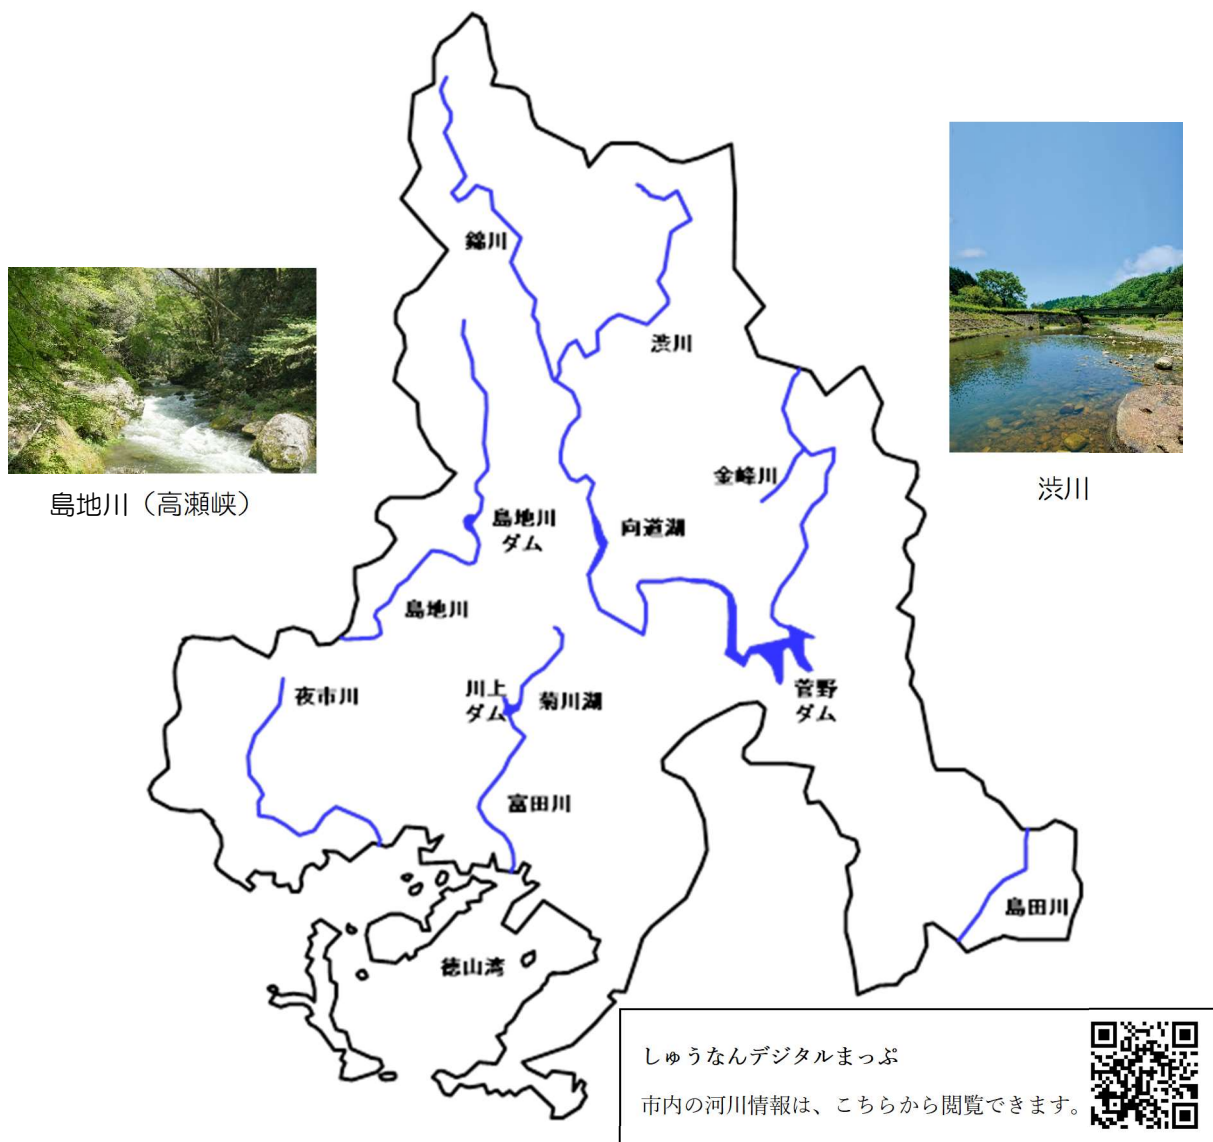 錦川
渋川
島地川（高瀬峡）
渋川
金峰川
島地川
ダム
向道湖
島地川
夜市川
川上
ダム
菊川湖
菅野
ダム
富田川
島田川
徳山湾
しゅうなんデジタルまっぷ
市内の河川情報は、こちらから閲覧できます。